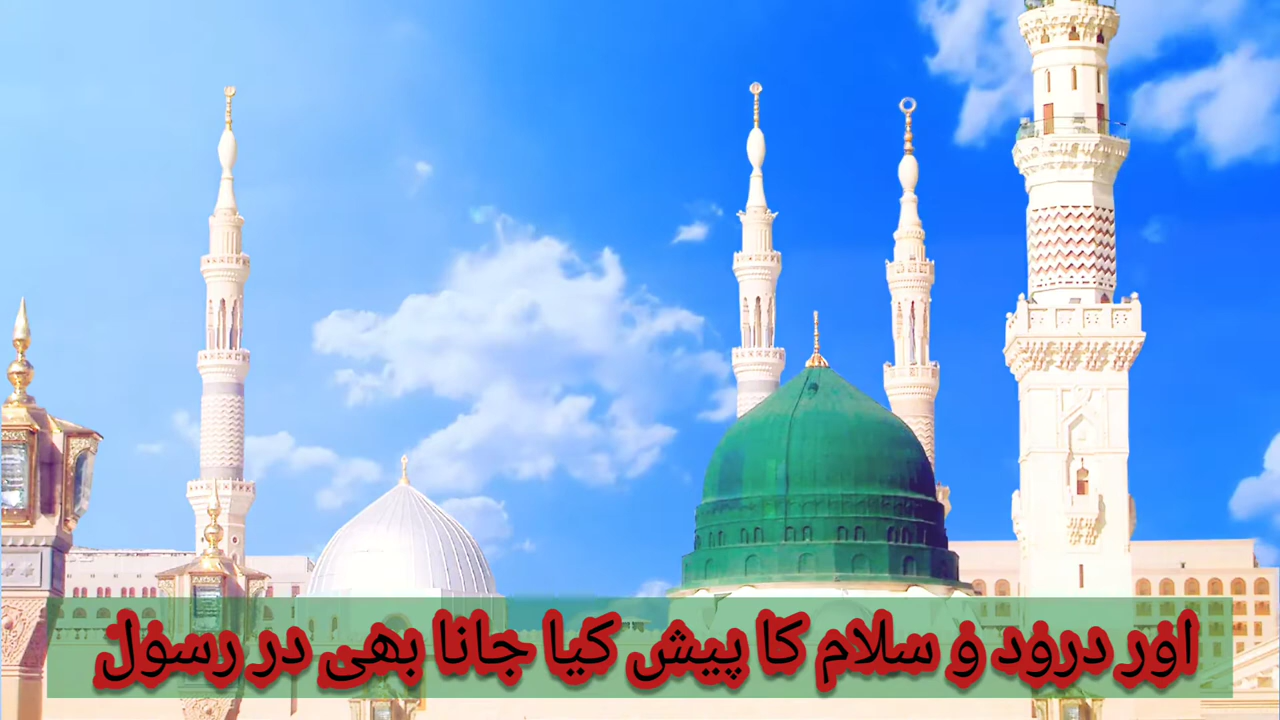 اور درود و سلام کا پیش کیا جانا بھی در رسول